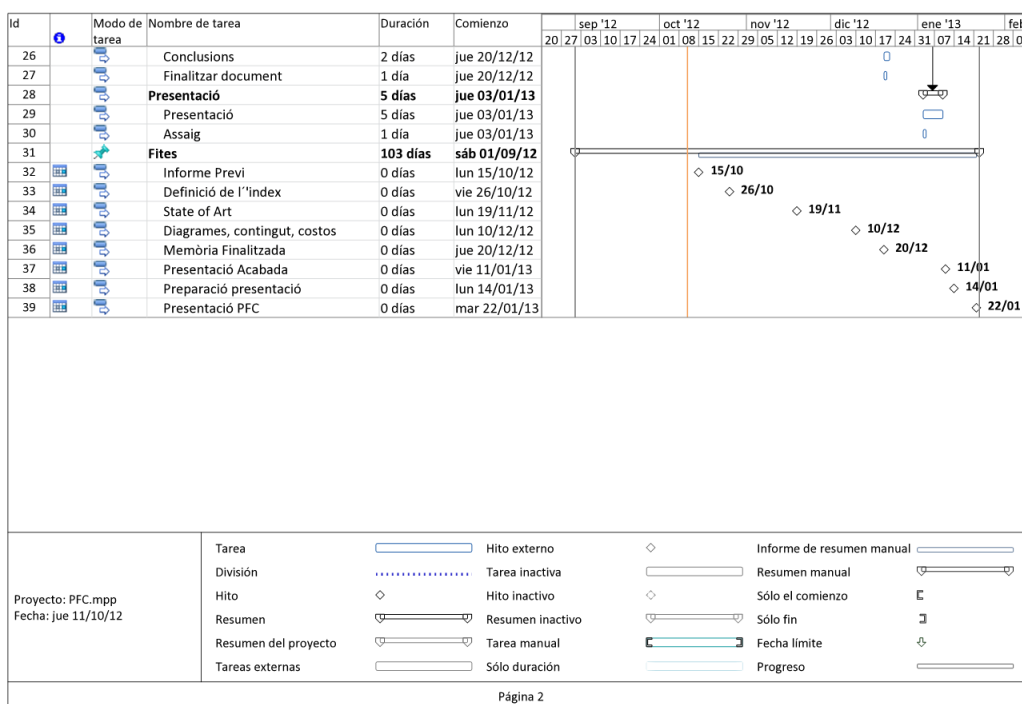 Id Modo de tarea Nombre de tarea Duración Comienzo sep '12 oct '12 nov '12 dic '12 ene '13 feb
20 27 03 10 17 24 01 08 15 22 29 05 12 19 26 03 10 17 24 31 07 14 21 28 0
26 Conclusions 2 días jue 20/12/12
27 Finalitzar document 1 día jue 20/12/12
28 Presentació 5 días jue 03/01/13
29 Presentació 5 días jue 03/01/13
30 Assaig 1 día jue 03/01/13
31 Fites 103 días sáb 01/09/12
32 Informe Previ 0 días lun 15/10/12 15/10
33 Definició de l´'index 0 días vie 26/10/12 26/10
34 State of Art 0 días lun 19/11/12 19/11
35 Diagrames, contingut, costos 0 días lun 10/12/12 10/12
36 Memòria Finalitzada 0 días jue 20/12/12 20/12
37 Presentació Acabada 0 días vie 11/01/13 11/01
38 Preparació presentació 0 días lun 14/01/13 14/01
39 Presentació PFC 0 días mar 22/01/13 22/01
Proyecto: PFC.mpp
Fecha: jue 11/10/12
Tarea Hito externo Informe de resumen manual
División Tarea inactiva Resumen manual
Hito Hito inactivo Sólo el comienzo
Resumen Resumen inactivo Sólo fin
Resumen del proyecto Tarea manual Fecha límite
Tareas externas Sólo duración Progreso
Página 2